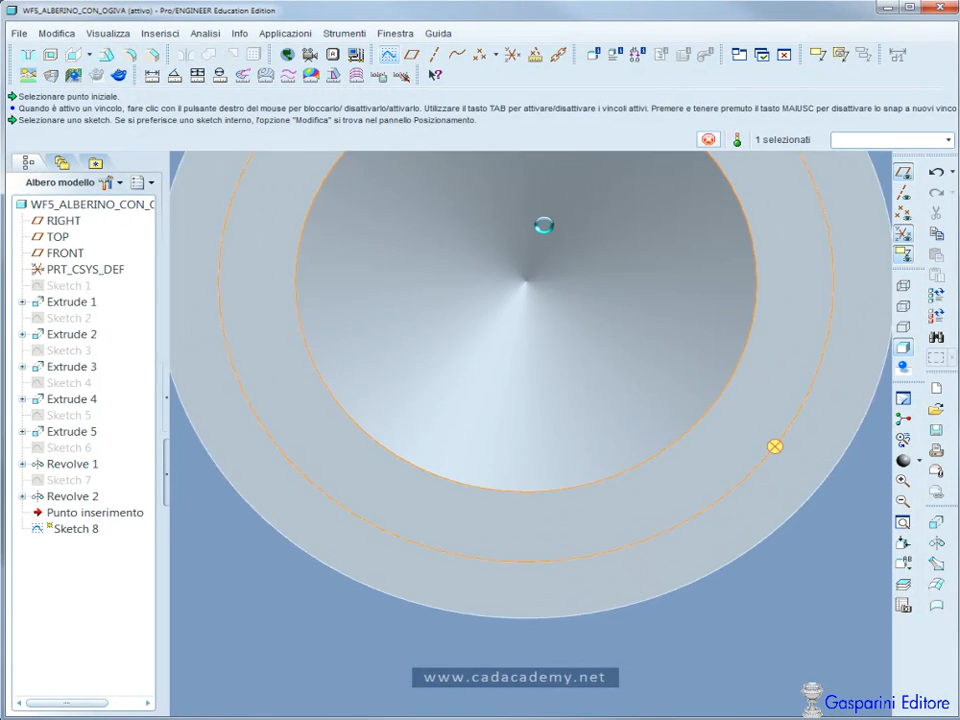 WF5_ALBERINO_CON_OGIVA (attivo) - Pro/ENGINEER Education Edition
File Modifica Visualizza Inserisci Analisi Info Applicazioni Strumenti Finestra Guida
Selezionare punto iniziale.
Quando è attivo un vincolo, fare clic con il pulsante destro del mouse per bloccarlo/ disattivarlo/attivarlo. Utilizzare il tasto TAB per attivare/disattivare i vincoli attivi. Premere e tenere premuto il tasto MAIUSC per disattivare lo snap a nuovi vinco
Selezionare uno sketch. Se si preferisce uno sketch interno, l'opzione "Modifica" si trova nel pannello Posizionamento.
1 selezionati
Albero modello
WF5_ALBERINO_CON_O
RIGHT
TOP
FRONT
PRT_CSYS_DEF
Sketch 1
Extrude 1
Sketch 2
Extrude 2
Sketch 3
Extrude 3
Sketch 4
Extrude 4
Sketch 5
Extrude 5
Sketch 6
Revolve 1
Sketch 7
Revolve 2
Punto inserimento
Sketch 8
www.cadacademy.net
Gasparini Editore